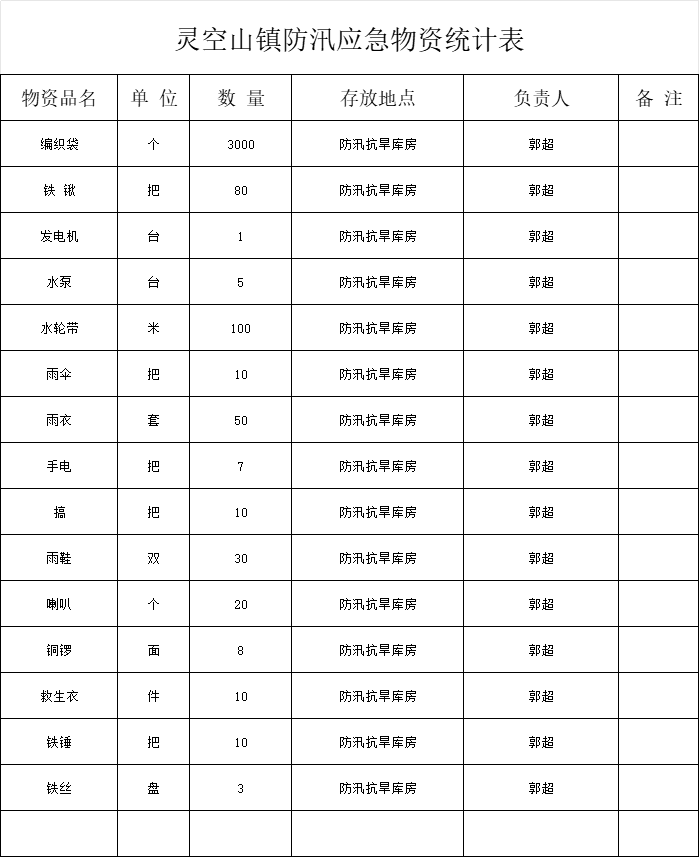 灵空山镇防汛应急物资统计表
物资品名 单 位 数 量 存放地点 负责人 备 注
编织袋 个 3000 防汛抗旱库房 郭超
铁 锹 把 80 防汛抗旱库房 郭超
发电机 台 1 防汛抗旱库房 郭超
水泵 台 5 防汛抗旱库房 郭超
水轮带 米 100 防汛抗旱库房 郭超
雨伞 把 10 防汛抗旱库房 郭超
雨衣 套 50 防汛抗旱库房 郭超
手电 把 7 防汛抗旱库房 郭超
搞 把 10 防汛抗旱库房 郭超
雨鞋 双 30 防汛抗旱库房 郭超
喇叭 个 20 防汛抗旱库房 郭超
铜锣 面 8 防汛抗旱库房 郭超
救生衣 件 10 防汛抗旱库房 郭超
铁锤 把 10 防汛抗旱库房 郭超
铁丝 盘 3 防汛抗旱库房 郭超